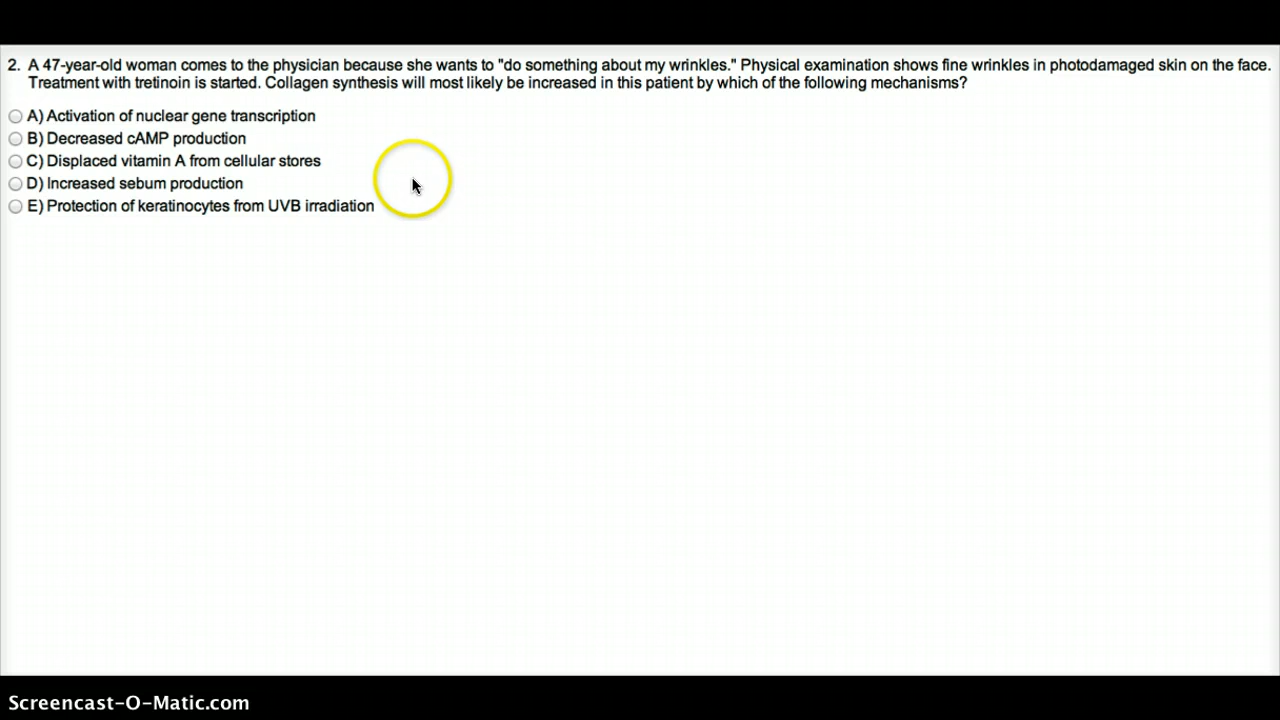 2. A 47-year-old woman comes to the physician because she wants to "do something about my wrinkles." Physical examination shows fine wrinkles in photodamaged skin on the face.
Treatment with tretinoin is started. Collagen synthesis will most likely be increased in this patient by which of the following mechanisms?
A) Activation of nuclear gene transcription
B) Decreased cAMP production
C) Displaced vitamin A from cellular stores
D) Increased sebum production
E) Protection of keratinocytes from UVB irradiation
Screencast-O-Matic.com